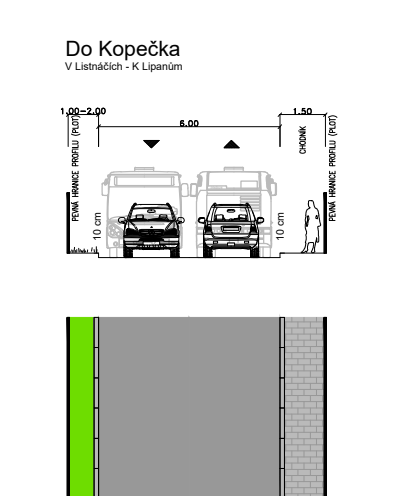 Do Kopečka
V Listnáčích - K Lipanům
1.00-2.00
6.00
1.50
PEVNÁ HRANICE PROFILU (PLOT)
CHODNÍK
PEVNÁ HRANICE PROFILU (PLOT)
10 cm
10 cm